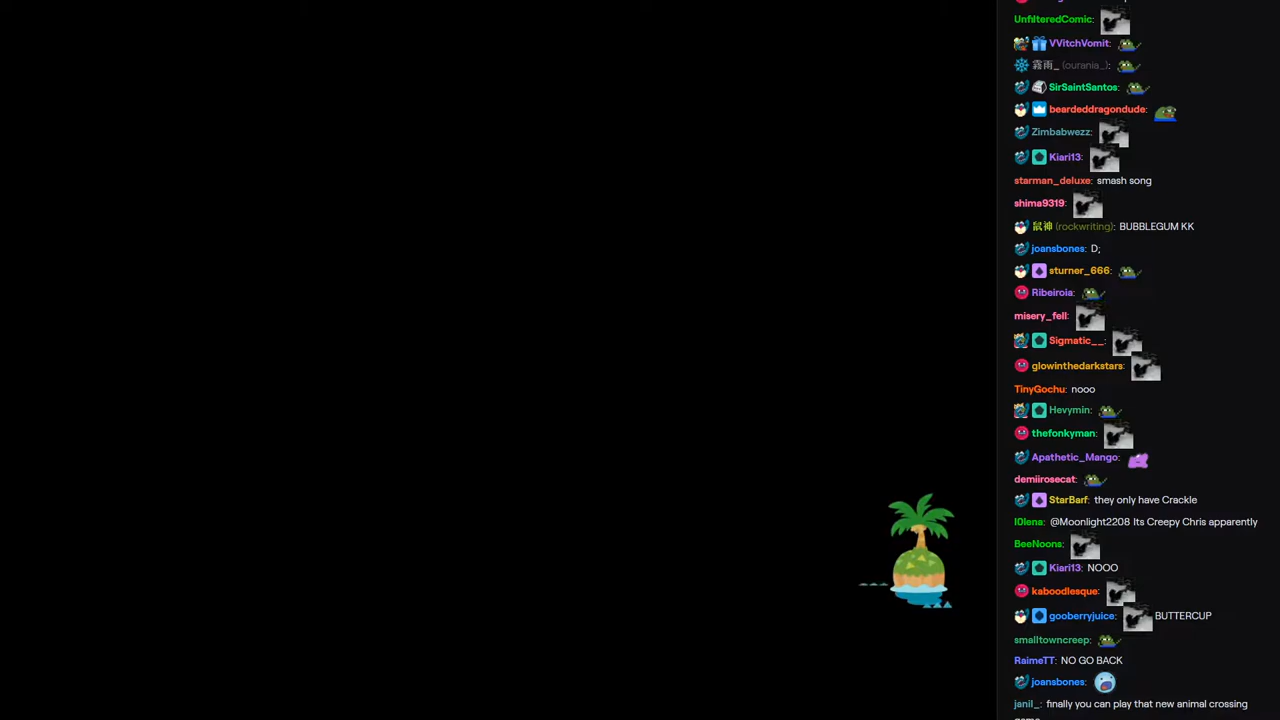 UnfilteredComic:
VVitchVomit:
霧雨_ (ourania_):
SirSaintSantos:
beardeddragondude:
Zimbabwezz:
Kiari13:
starman_deluxe: smash song
shima9319:
鼠神 (rockwriting): BUBBLEGUM KK
joansbones: D;
sturner_666:
Ribeiroia:
misery_fell:
Sigmatic__:
glowinthedarkstars:
TinyGochu: nooo
Hevymin:
thefonkyman:
Apathetic_Mango:
demiirosecat:
StarBarf: they only have Crackle
l0lena: @Moonlight2208 Its Creepy Chris apparently
BeeNoons:
Kiari13: NOOO
kaboodlesque:
gooberryjuice: BUTTERCUP
smalltowncreep:
RaimeTT: NO GO BACK
joansbones:
janil_: finally you can play that new animal crossing